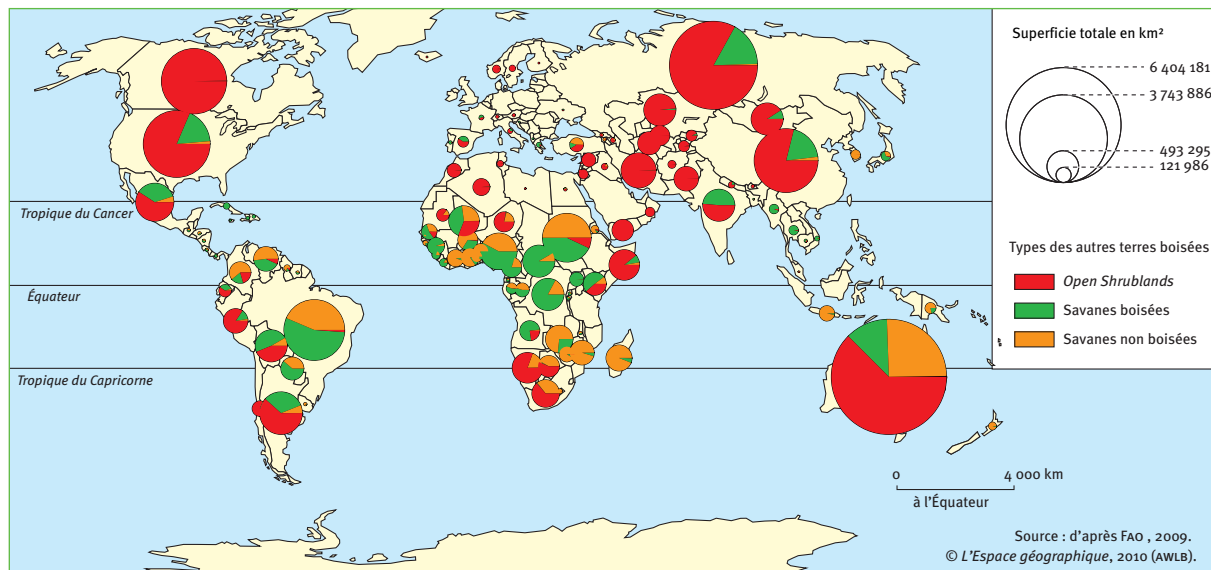 Superficie totale en km²
6 404 181
3 743 886
493 295
121 986
Tropique du Cancer
Types des autres terres boisées
Open Shrublands
Équateur
Savanes boisées
Savanes non boisées
Tropique du Capricorne
0 4 000 km
à l'Équateur
Source : d'après FAO , 2009.
© L'Espace géographique, 2010 (AWLB).